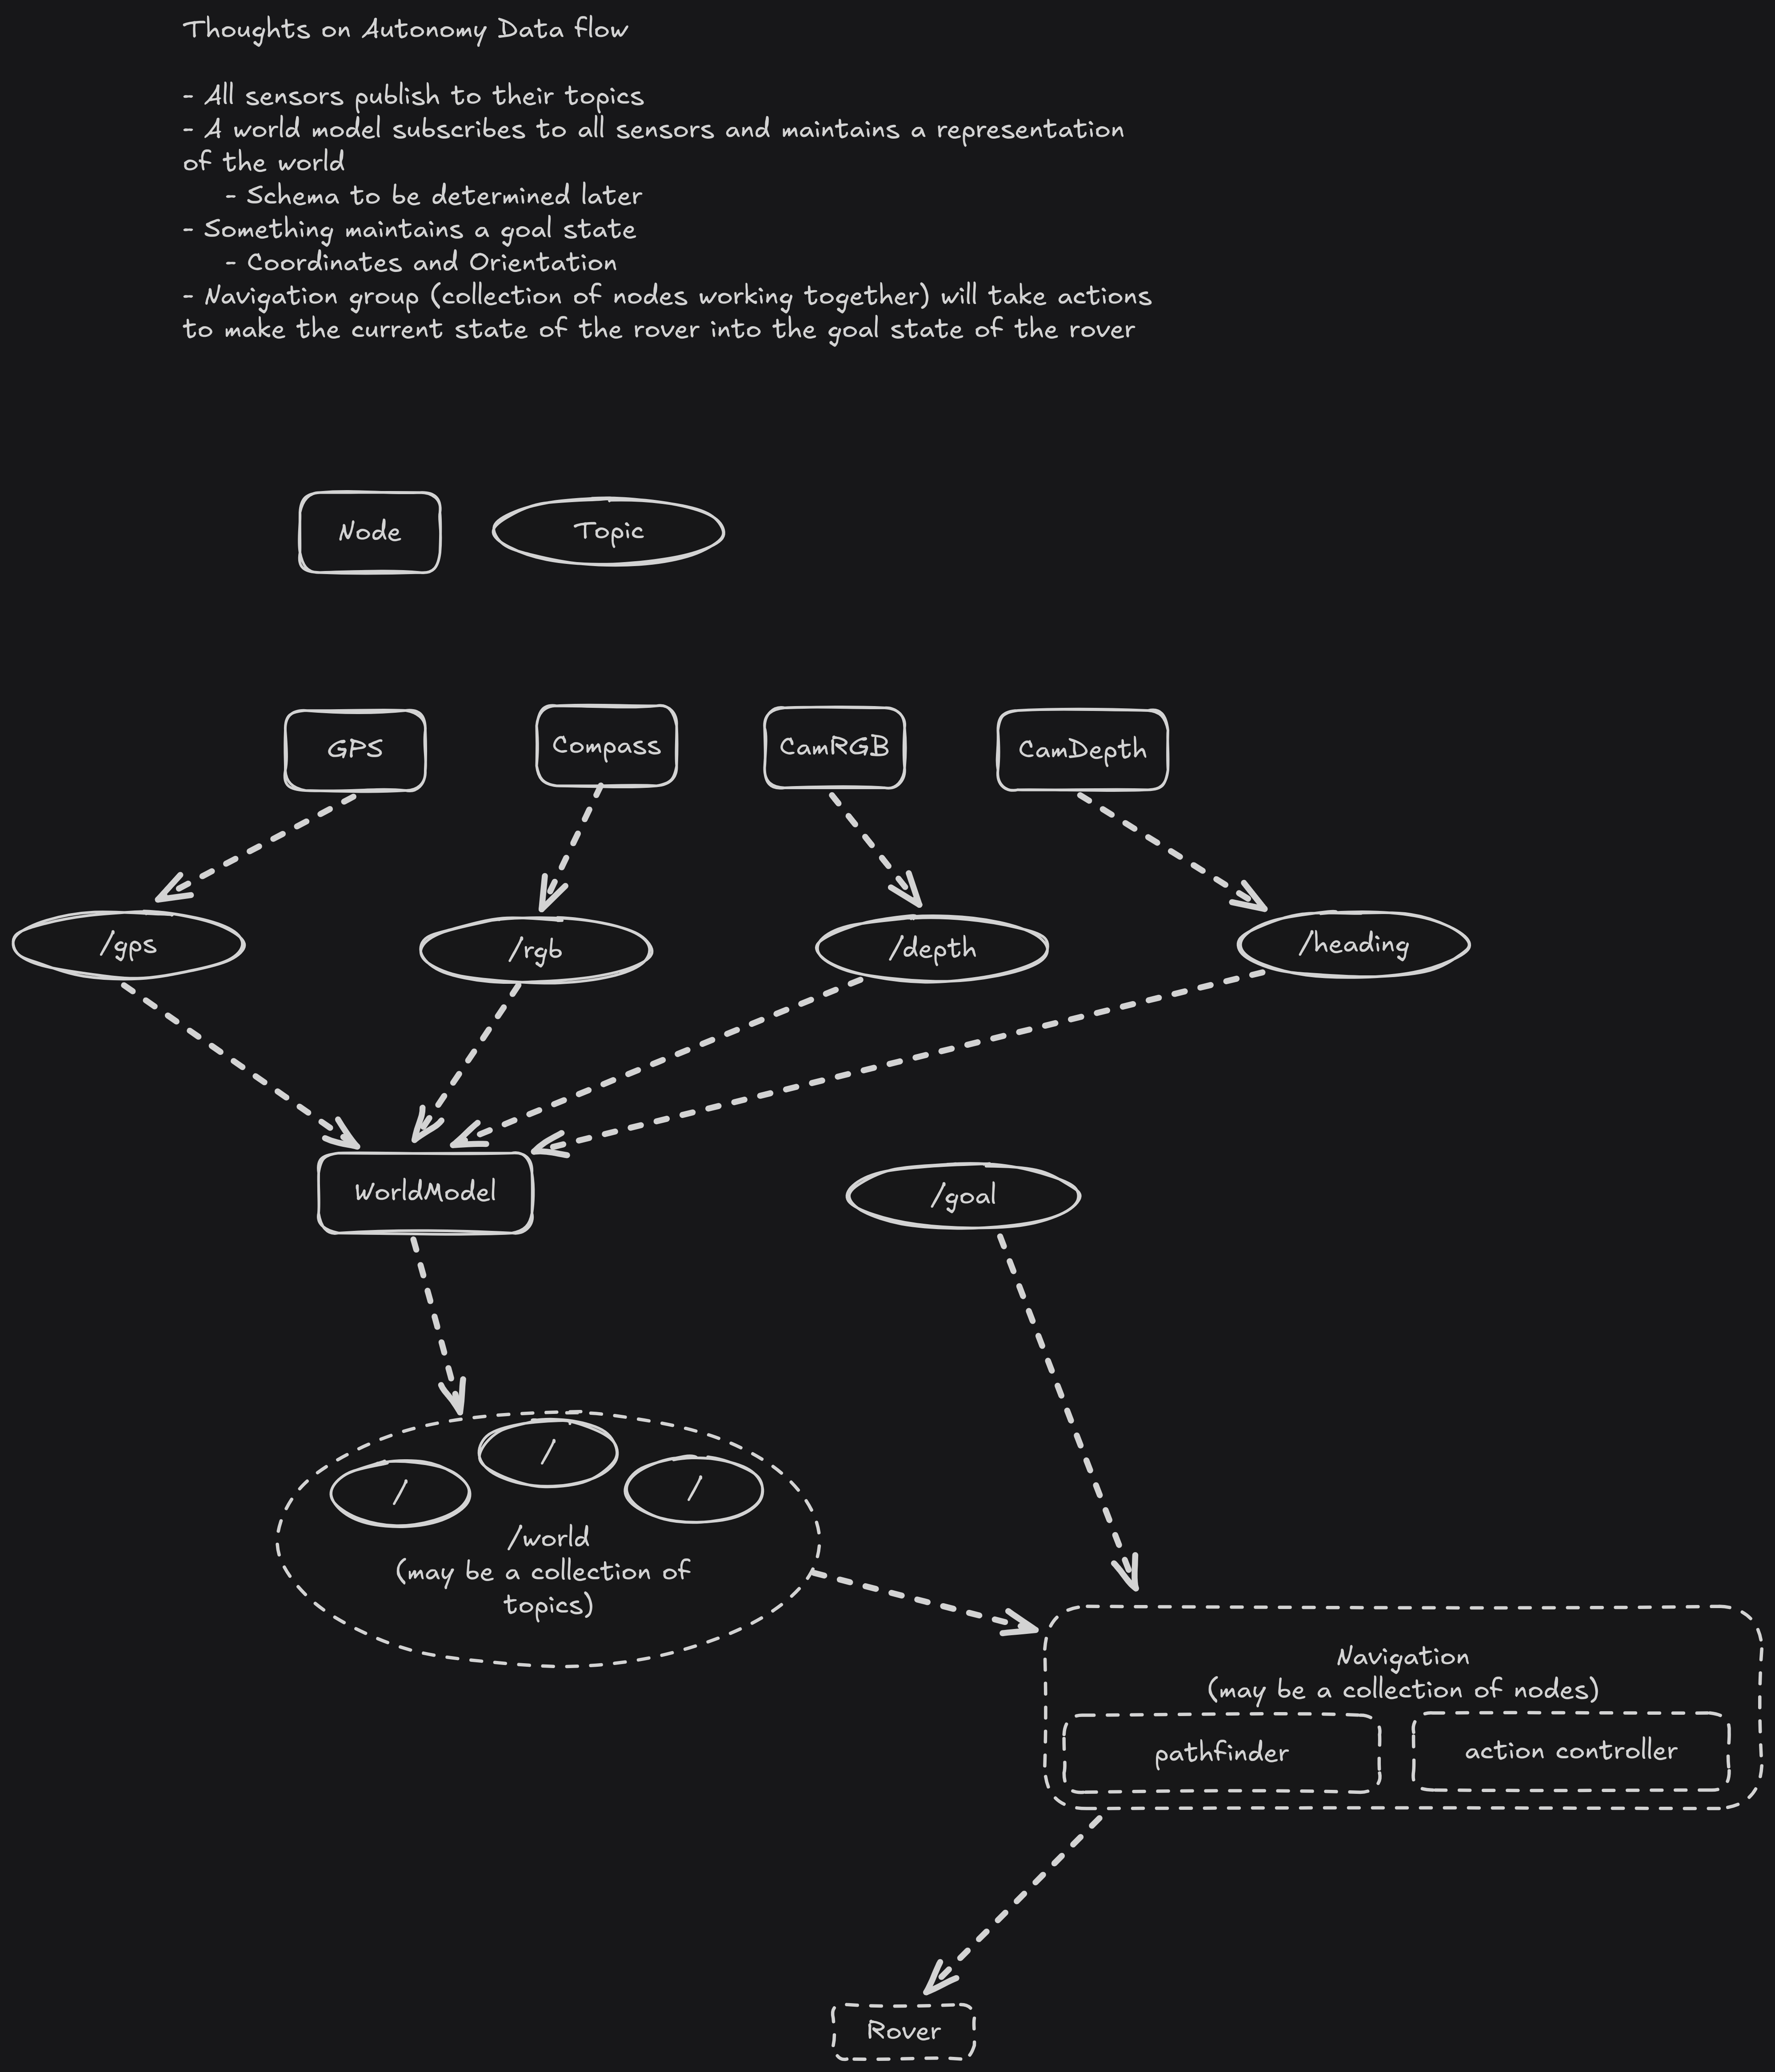 Thoughts on Autonomy Data flow
- All sensors publish to their topics
- A world model subscribes to all sensors and maintains a representation
of the world
- Schema to be determined later
- Something maintains a goal state
- Coordinates and Orientation
- Navigation group (collection of nodes working together) will take actions
to make the current state of the rover into the goal state of the rover
Node
Topic
GPS
Compass
CamRGB
CamDepth
/gps
/rgb
/depth
/heading
WorldModel
/goal
/
/
/
/world
(may be a collection of
topics)
Navigation
(may be a collection of nodes)
pathfinder
action controller
Rover